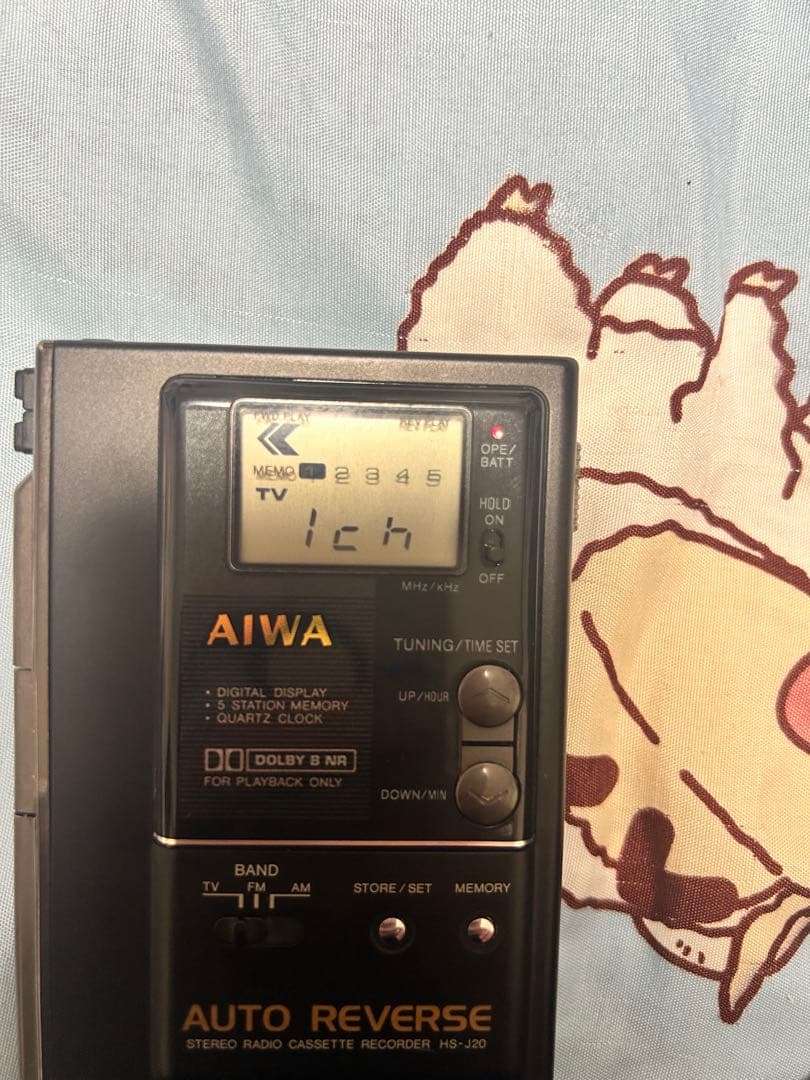 FWD PLAY REV PLAY
MEMO 1 2 3 4 5
TV
1ch
OPE/
BATT
HOLD
ON
OFF
MHz/kHz
AIWA
TUNING/TIME SET
• DIGITAL DISPLAY
• 5 STATION MEMORY
• QUARTZ CLOCK
UP/HOUR
DOLBY B NR
FOR PLAYBACK ONLY
DOWN/MIN
BAND
TV FM AM
STORE/SET
MEMORY
AUTO REVERSE
STEREO RADIO CASSETTE RECORDER HS-J20